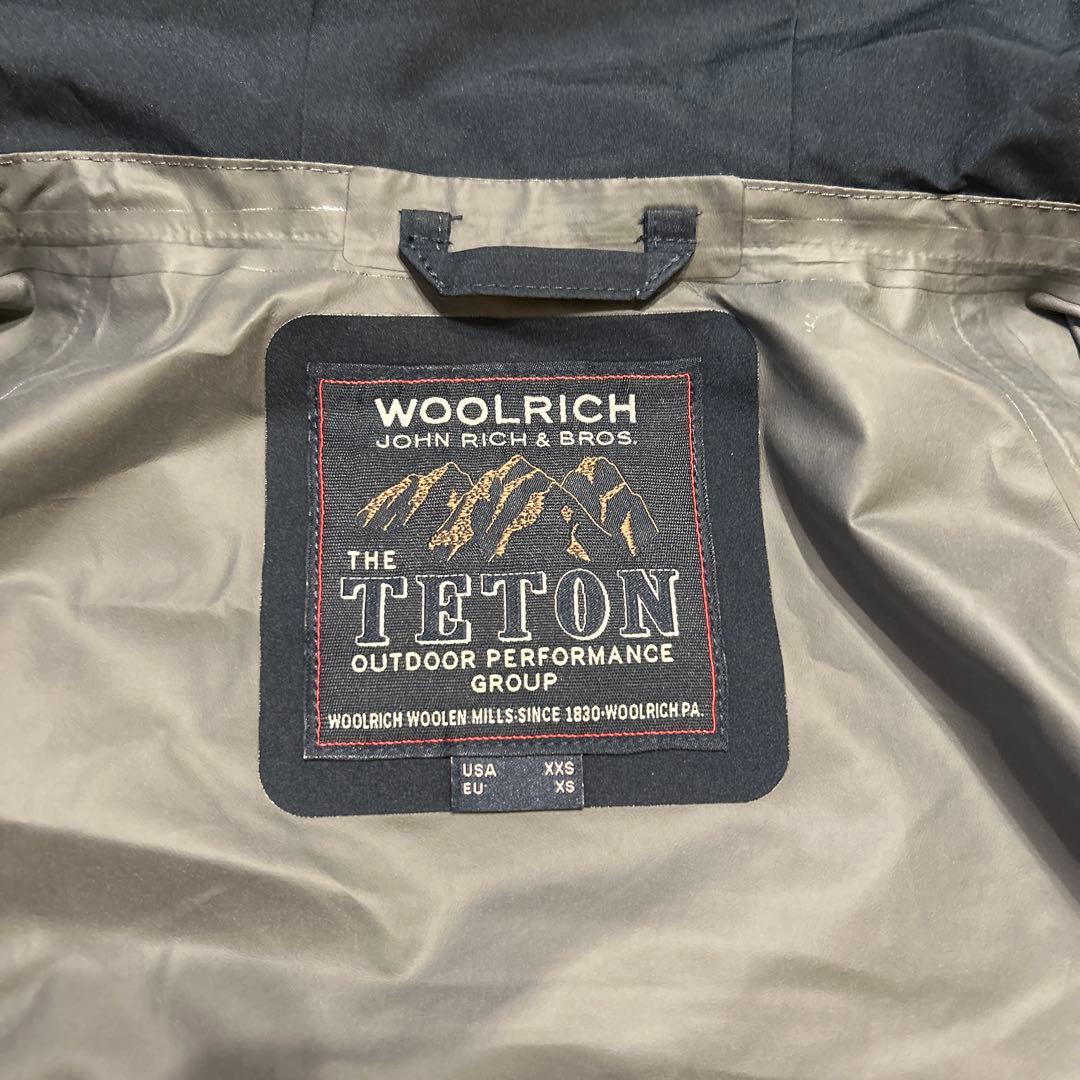 WOOLRICH
JOHN RICH & BROS.
THE
TETON
OUTDOOR PERFORMANCE
GROUP
WOOLRICH WOOLEN MILLS·SINCE 1830·WOOLRICH PA.
USA XXS
EU XS